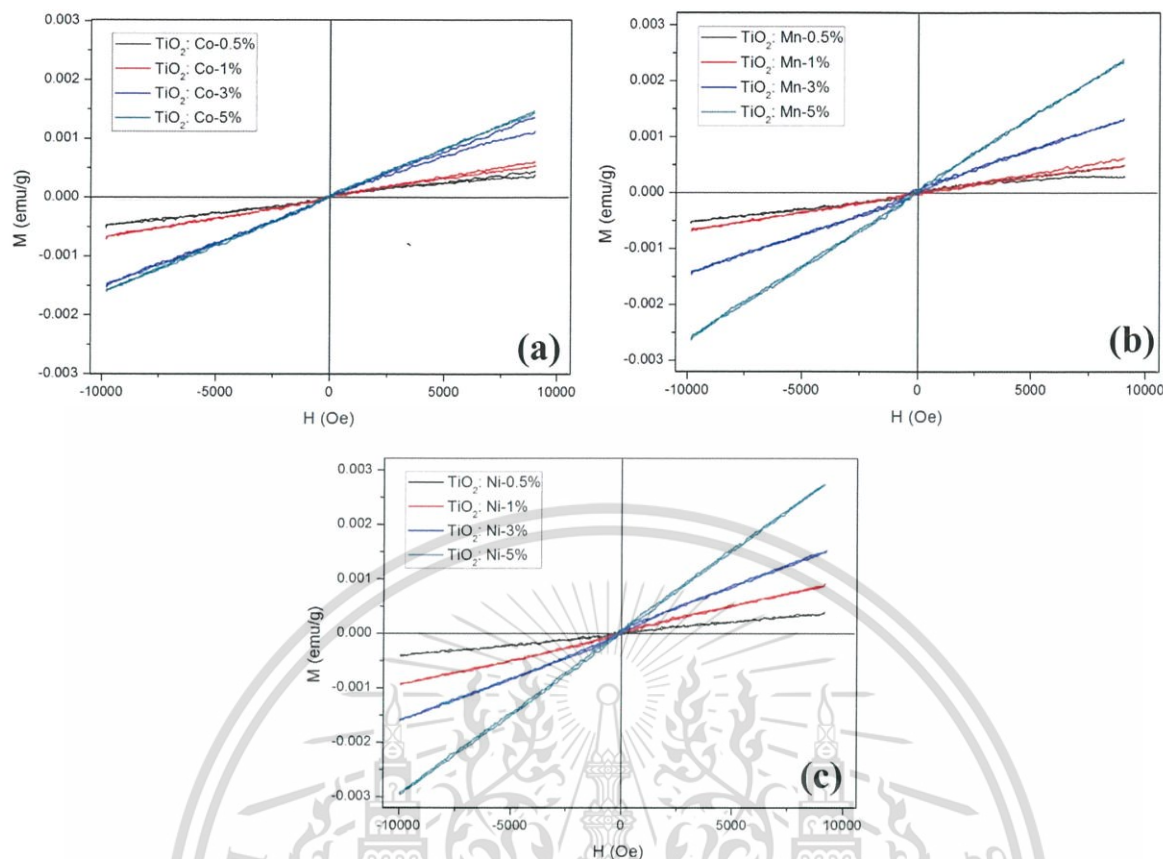 TiO2: Co-0.5%
TiO2: Co-1%
TiO2: Co-3%
TiO2: Co-5%
0.003
0.002
0.001
0.000
-0.001
-0.002
-0.003
M (emu/g)
-10000 -5000 0 5000 10000
H (Oe)
(a)
TiO2: Mn-0.5%
TiO2: Mn-1%
TiO2: Mn-3%
TiO2: Mn-5%
0.003
0.002
0.001
0.000
-0.001
-0.002
-0.003
M (emu/g)
-10000 -5000 0 5000 10000
H (Oe)
(b)
TiO2: Ni-0.5%
TiO2: Ni-1%
TiO2: Ni-3%
TiO2: Ni-5%
0.003
0.002
0.001
0.000
-0.001
-0.002
-0.003
M (emu/g)
-10000 -5000 0 5000 10000
H (Oe)
(c)